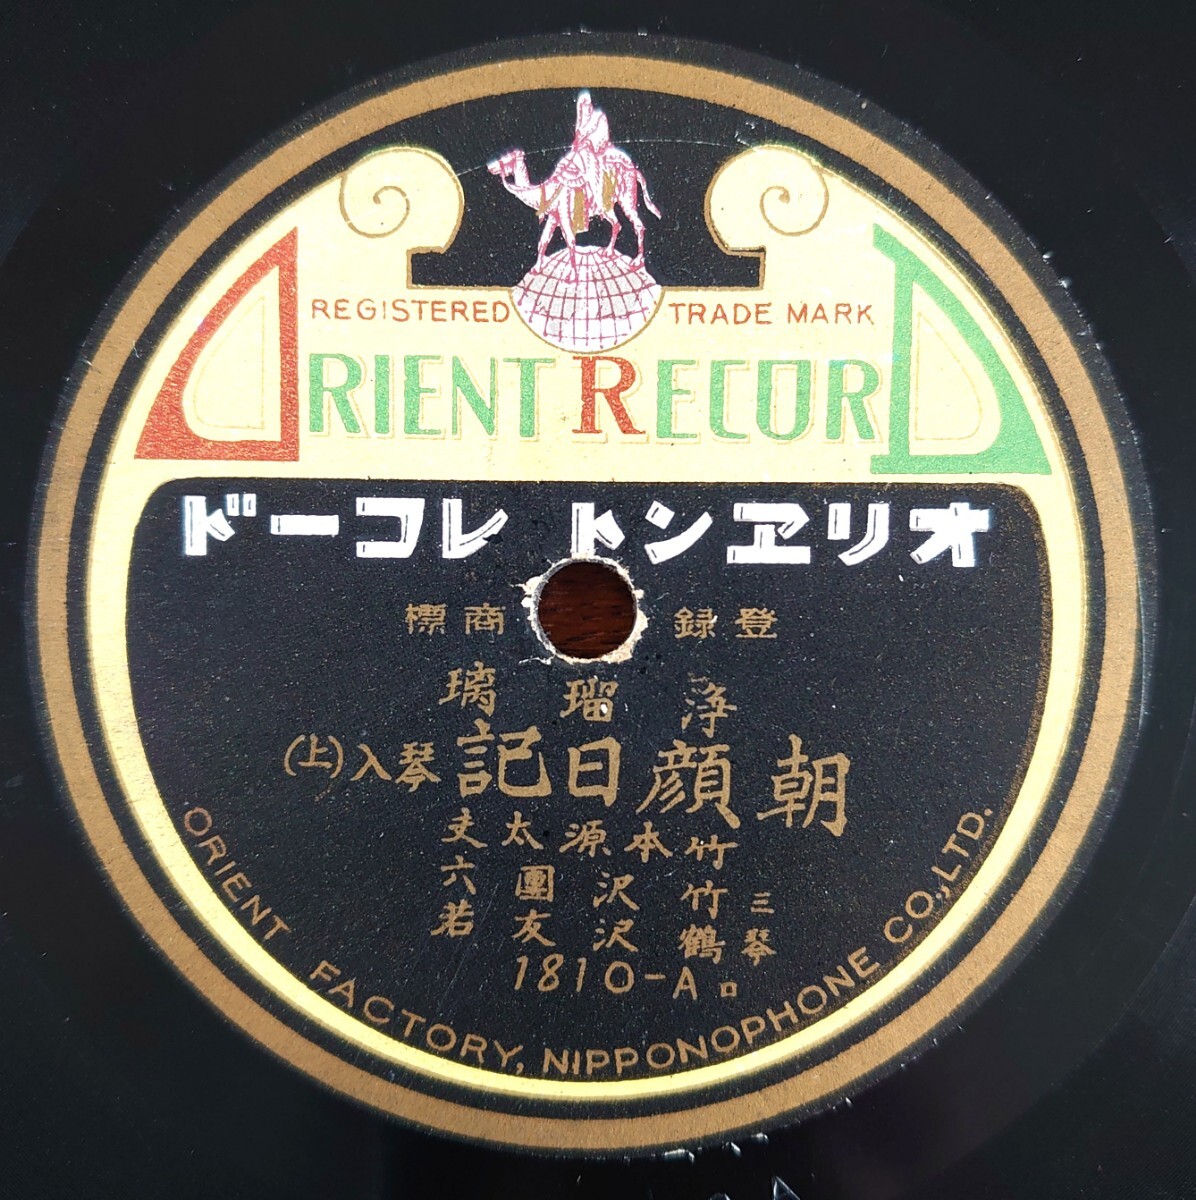 REGISTERED TRADE MARK
ORIENT RECORD
オリヱント レコード
登録商標
浄瑠璃
朝顔日記琴入(上)
竹本源太夫
三 竹沢團六
琴 鶴沢友若
1810-A ロ
ORIENT FACTORY, NIPPONOPHONE CO., LTD.